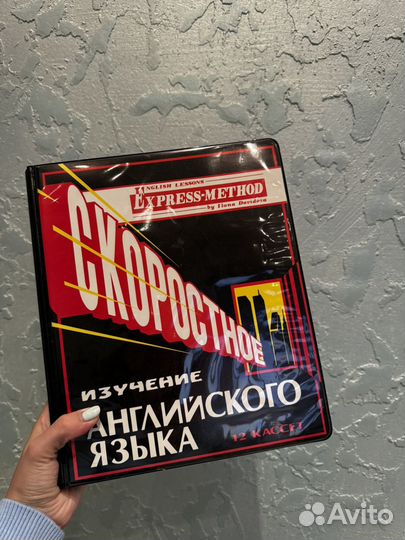 ENGLISH LESSONS
EXPRESS-METHOD
by Ilona Davidova
СКОРОСТНОЕ
ИЗУЧЕНИЕ
АНГЛИЙСКОГО
ЯЗЫКА
12 КАССЕТ
Avito